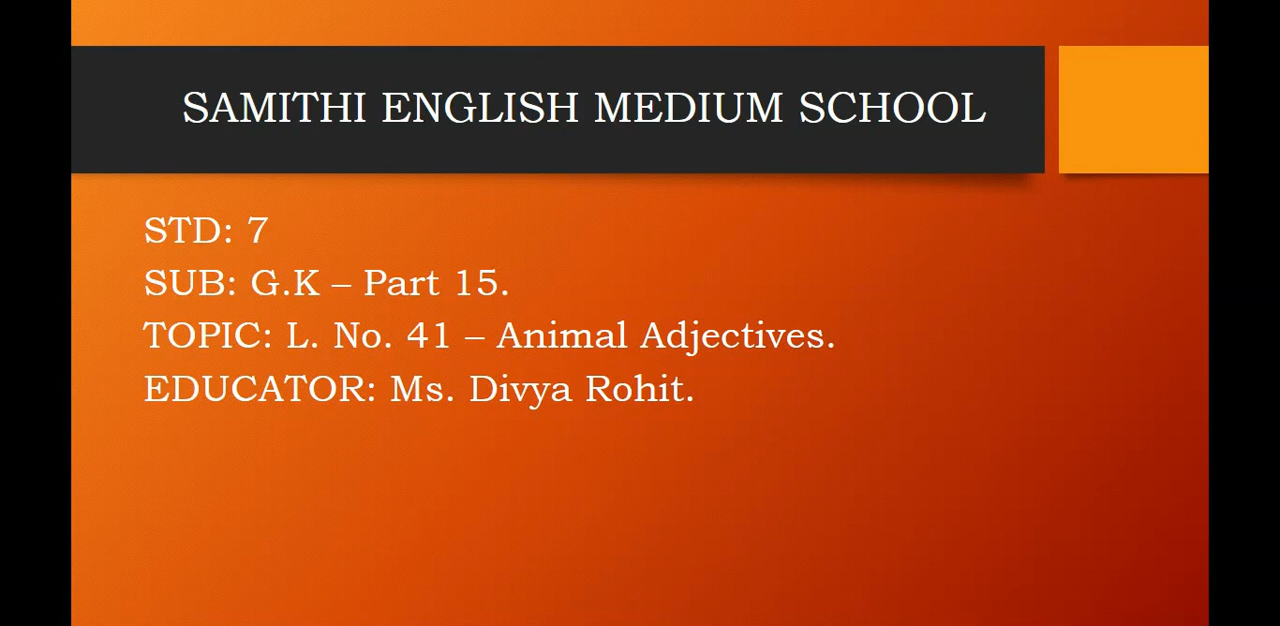 SAMITHI ENGLISH MEDIUM SCHOOL
STD: 7
SUB: G.K – Part 15.
TOPIC: L. No. 41 – Animal Adjectives.
EDUCATOR: Ms. Divya Rohit.